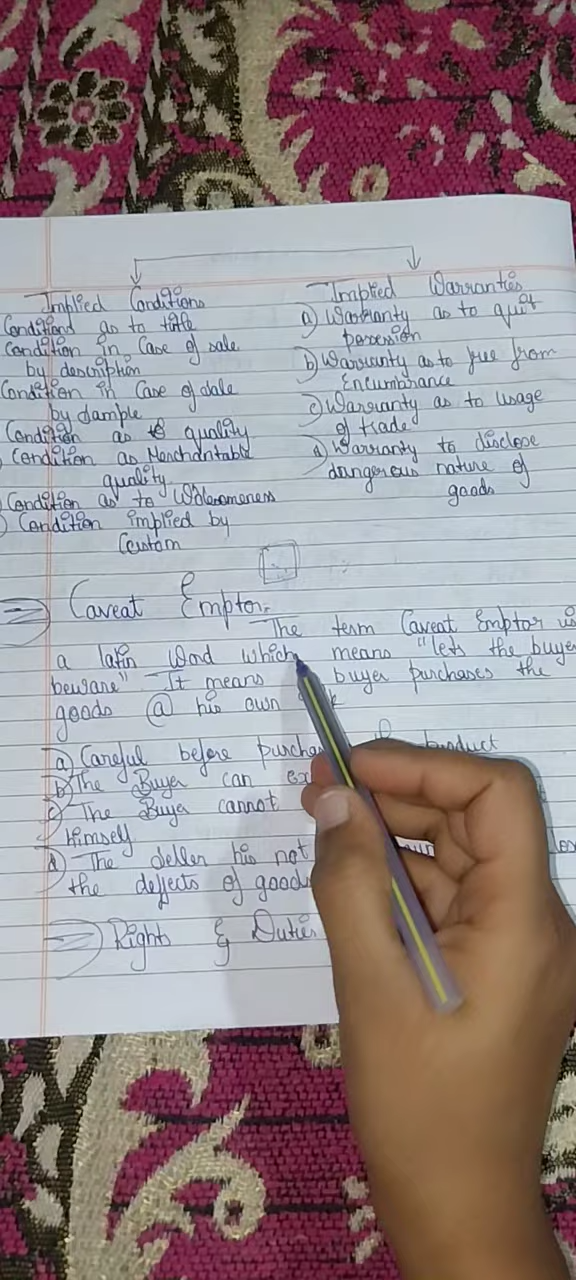 Implied Conditions
Condition as to title
Condition in Case of sale
by description
Condition in Case of sale
by sample
Condition as to quality
Condition as Merchantable
quality
Condition as to Wolesomeness
Condition implied by
Custom
Implied Warranties
a) Warranty as to quit
possession
b) Warranty as to free from
Encumbrance
c) Warranty as to usage
of trade
d) Warranty to disclose
dangerous nature of
goods
Caveat Emptor.
The term Caveat Emptor is
a latin word which means "lets the buyer
beware". It means buyer purchases the
goods @ his own
a) Careful before product
b) The Buyer can
c) The Buyer cannot
himself
d) The seller his not
the defects of
Rights & Duties